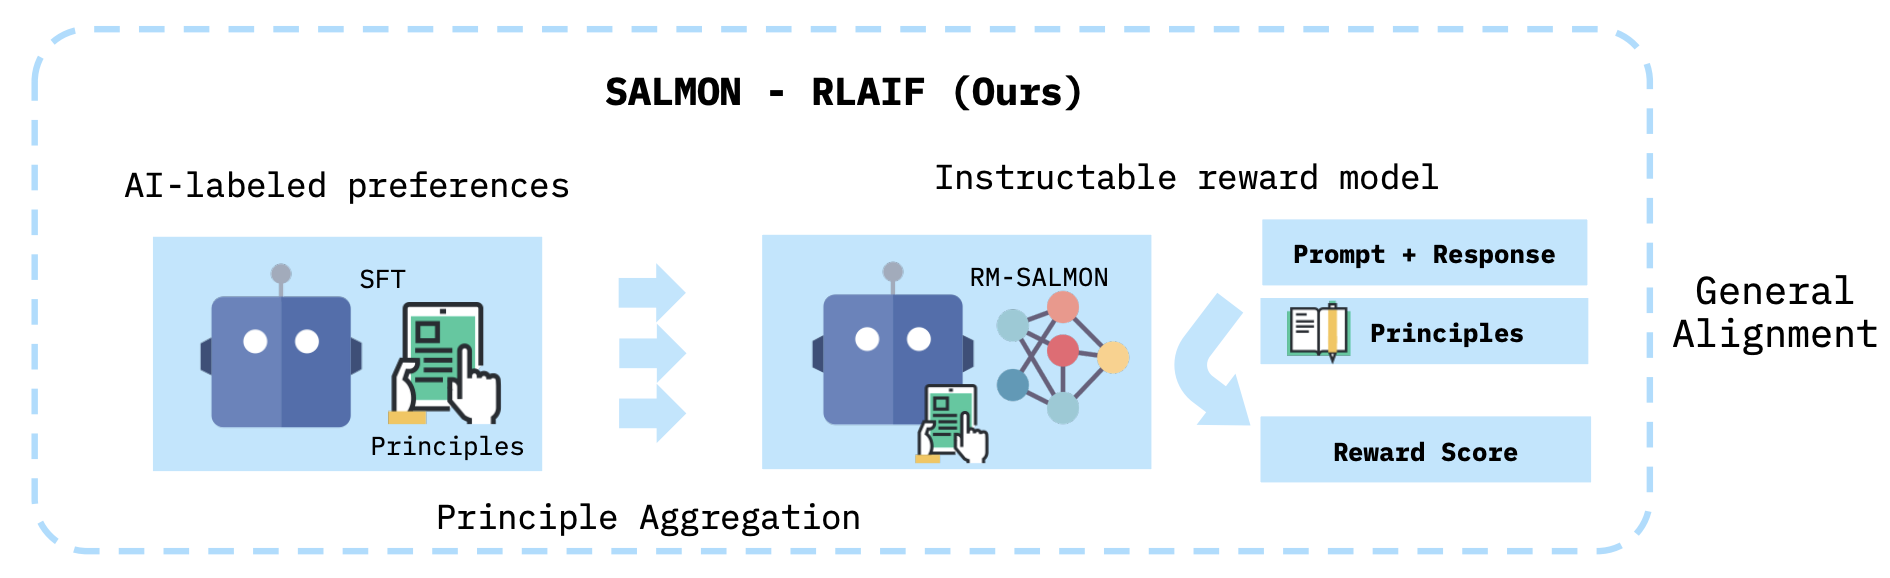 SALMON - RLAIF (Ours)
AI-labeled preferences
Instructable reward model
SFT
Principles
RM-SALMON
Prompt + Response
Principles
Reward Score
Principle Aggregation
General
Alignment